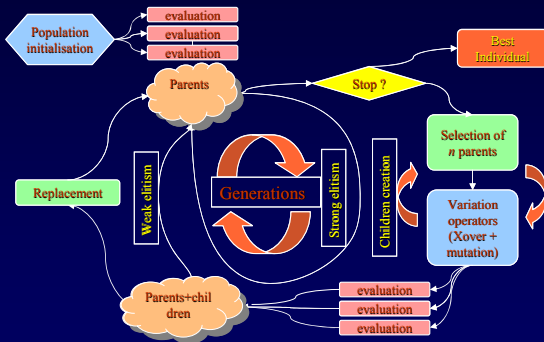 Population
initialisation
evaluation
evaluation
evaluation
Best
Individual
Parents
Stop ?
Selection of
n parents
Weak elitism
Generations
Strong elitism
Children creation
Replacement
Variation
operators
(Xover +
mutation)
Parents+chil
dren
evaluation
evaluation
evaluation